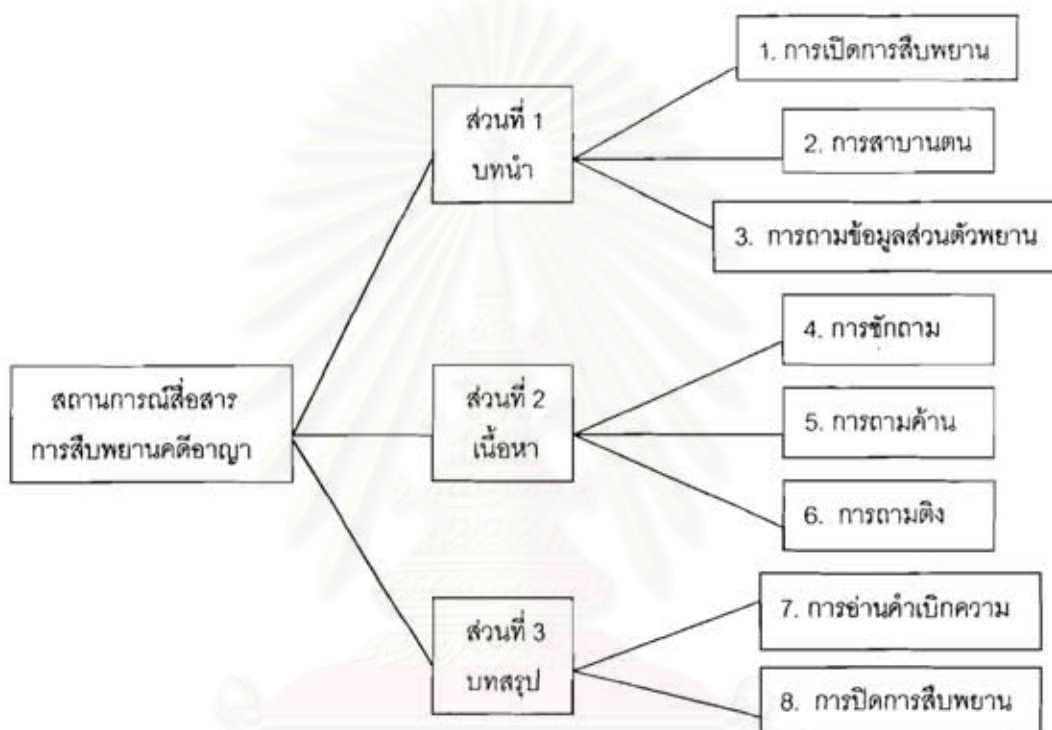 สถานการณ์สื่อสาร
การสืบพยานคดีอาญา
ส่วนที่ 1
บทนำ
1. การเปิดการสืบพยาน
2. การสาบานตน
3. การถามข้อมูลส่วนตัวพยาน
ส่วนที่ 2
เนื้อหา
4. การซักถาม
5. การถามค้าน
6. การถามติง
ส่วนที่ 3
บทสรุป
7. การอ่านคำเบิกความ
8. การปิดการสืบพยาน